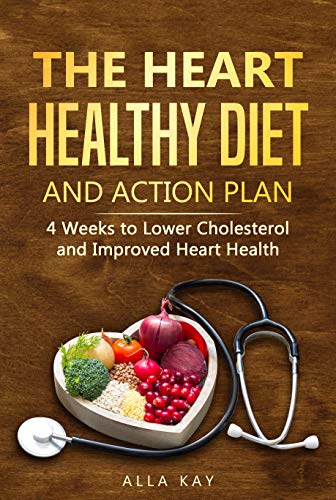 THE HEART
HEALTHY DIET
AND ACTION PLAN
4 Weeks to Lower Cholesterol
and Improved Heart Health
ALLA KAY